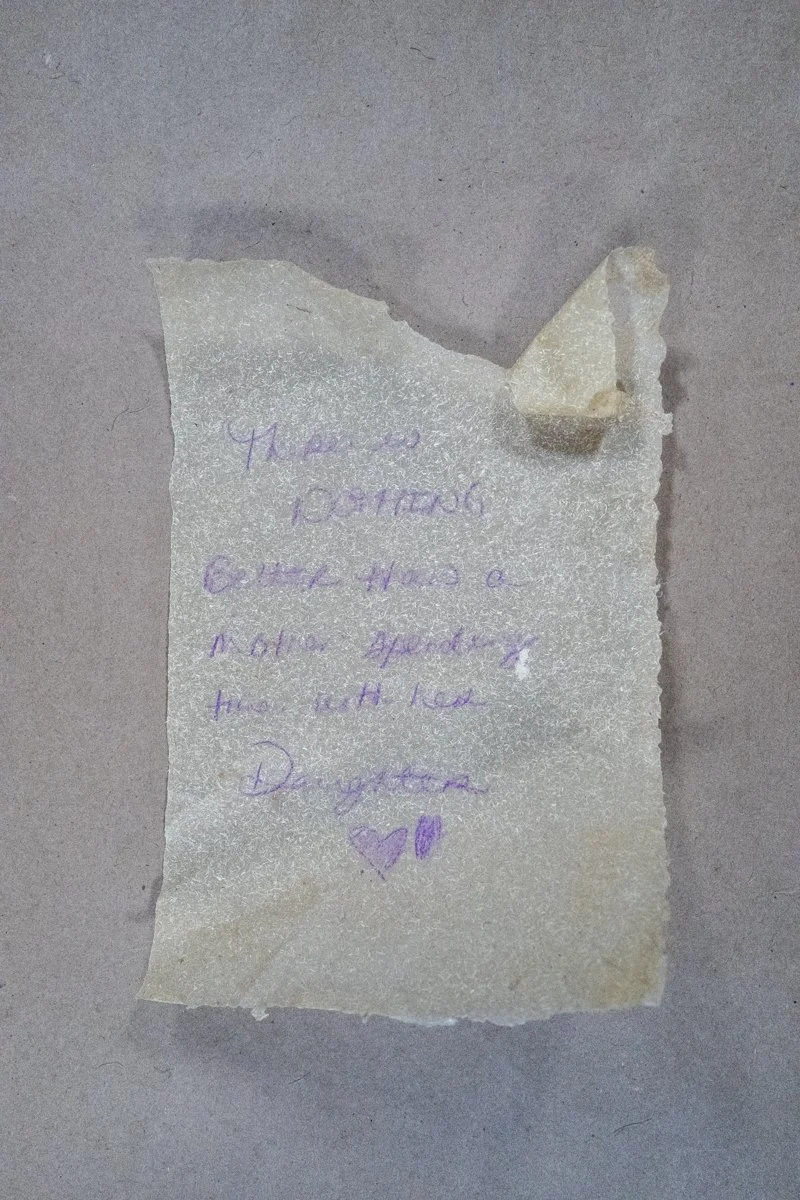 There is
NOTHING
Better than a
mother spending
time with her
Daughter